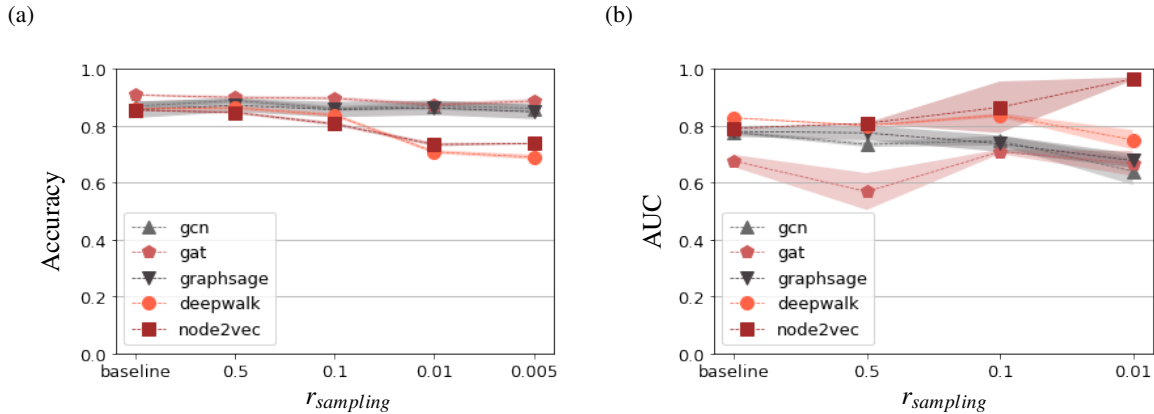 (a)
(b)
1.0
0.8
0.6
0.4
0.2
0.0
Accuracy
gcn
gat
graphsage
deepwalk
node2vec
baseline 0.5 0.1 0.01 0.005
r_sampling
1.0
0.8
0.6
0.4
0.2
0.0
AUC
gcn
gat
graphsage
deepwalk
node2vec
baseline 0.5 0.1 0.01
r_sampling